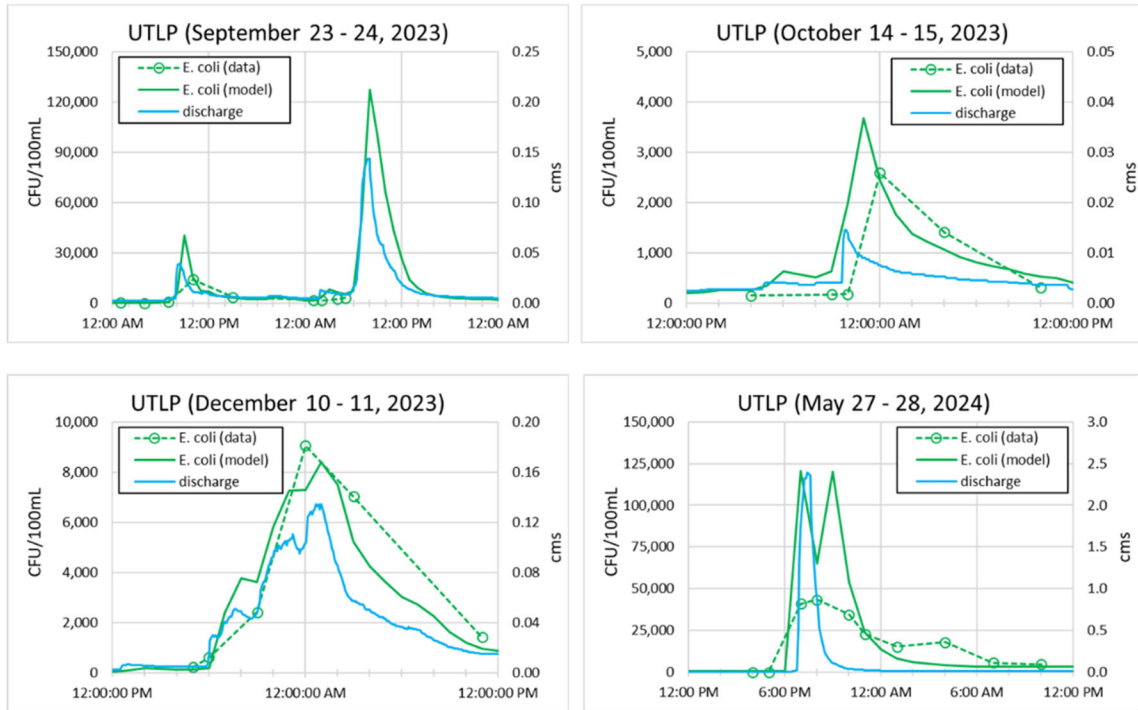 UTLP (September 23 - 24, 2023)
150,000
120,000
90,000
60,000
30,000
0
CFU/100mL
E. coli (data)
E. coli (model)
discharge
0.25
0.20
0.15
0.10
0.05
0.00
cms
12:00 AM 12:00 PM 12:00 AM 12:00 PM 12:00 AM
UTLP (October 14 - 15, 2023)
5,000
4,000
3,000
2,000
1,000
0
CFU/100mL
E. coli (data)
E. coli (model)
discharge
0.05
0.04
0.03
0.02
0.01
0.00
cms
12:00:00 PM 12:00:00 AM 12:00:00 PM
UTLP (December 10 - 11, 2023)
10,000
8,000
6,000
4,000
2,000
0
CFU/100mL
E. coli (data)
E. coli (model)
discharge
0.20
0.16
0.12
0.08
0.04
0.00
cms
12:00:00 PM 12:00:00 AM 12:00:00 PM
UTLP (May 27 - 28, 2024)
150,000
125,000
100,000
75,000
50,000
25,000
0
CFU/100mL
E. coli (data)
E. coli (model)
discharge
3.0
2.5
2.0
1.5
1.0
0.5
0.0
cms
12:00 PM 6:00 PM 12:00 AM 6:00 AM 12:00 PM